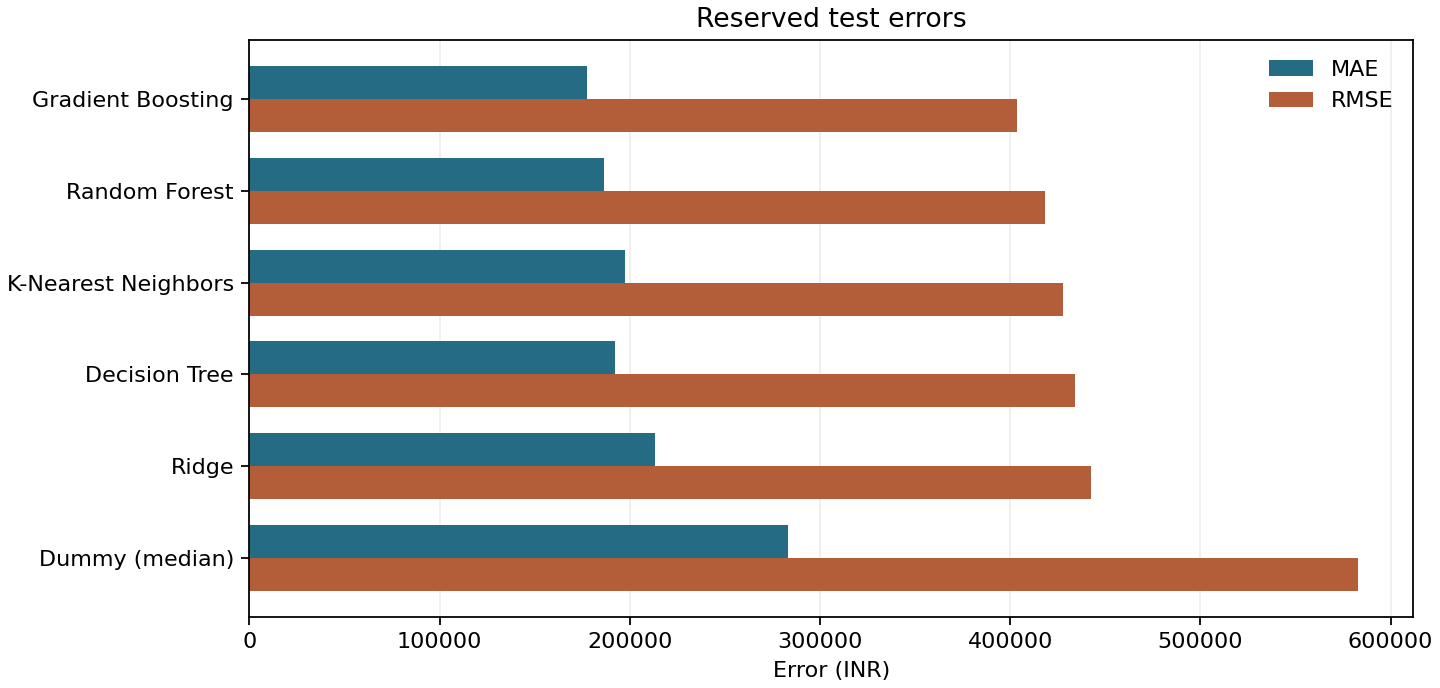 Reserved test errors
MAE
RMSE
Gradient Boosting
Random Forest
K-Nearest Neighbors
Decision Tree
Ridge
Dummy (median)
0 100000 200000 300000 400000 500000 600000
Error (INR)